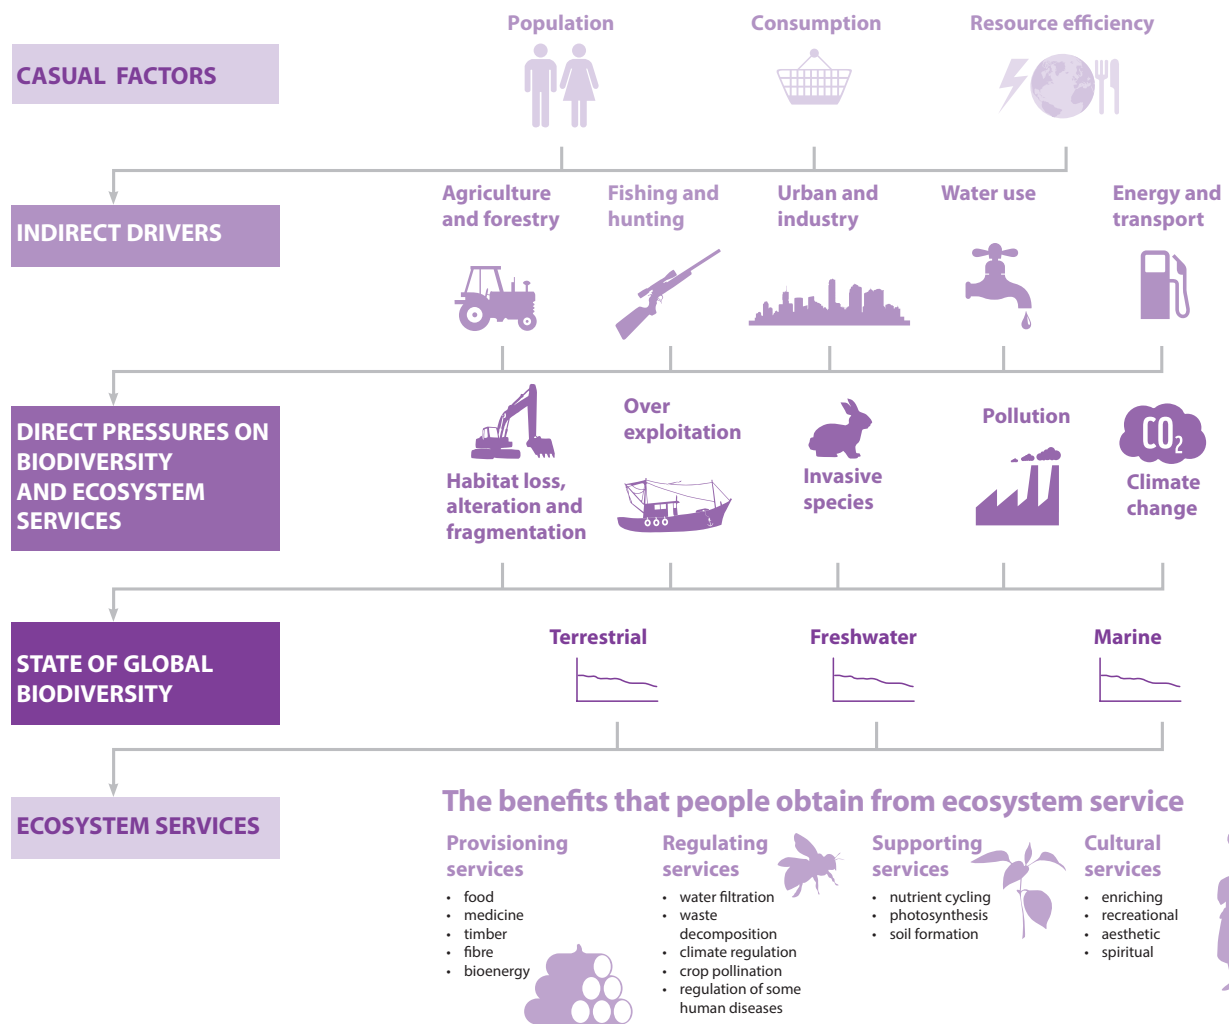 Population
Consumption
Resource efficiency
CASUAL FACTORS
Agriculture
and forestry
Fishing and
hunting
Urban and
industry
Water use
Energy and
transport
INDIRECT DRIVERS
DIRECT PRESSURES ON
BIODIVERSITY
AND ECOSYSTEM
SERVICES
Habitat loss,
alteration and
fragmentation
Over
exploitation
Invasive
species
Pollution
CO2
Climate
change
STATE OF GLOBAL
BIODIVERSITY
Terrestrial
Freshwater
Marine
ECOSYSTEM SERVICES
The benefits that people obtain from ecosystem service
Provisioning
services
• food
• medicine
• timber
• fibre
• bioenergy
Regulating
services
• water filtration
• waste
decomposition
• climate regulation
• crop pollination
• regulation of some
human diseases
Supporting
services
• nutrient cycling
• photosynthesis
• soil formation
Cultural
services
• enriching
• recreational
• aesthetic
• spiritual